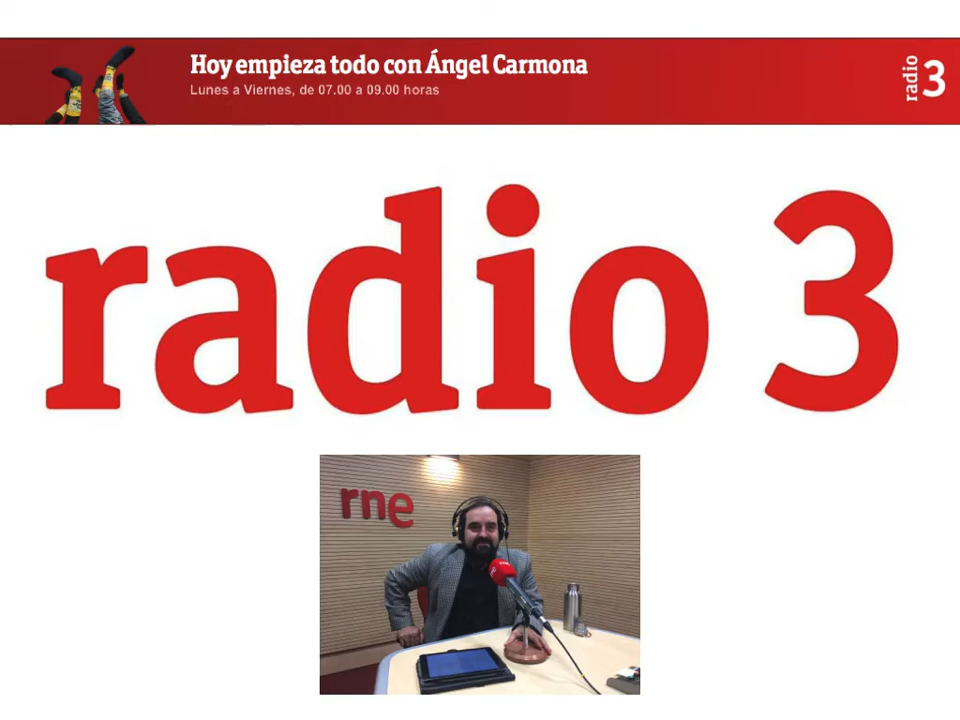 Hoy empieza todo con Ángel Carmona
Lunes a Viernes, de 07.00 a 09.00 horas
radio 3
radio 3
rne